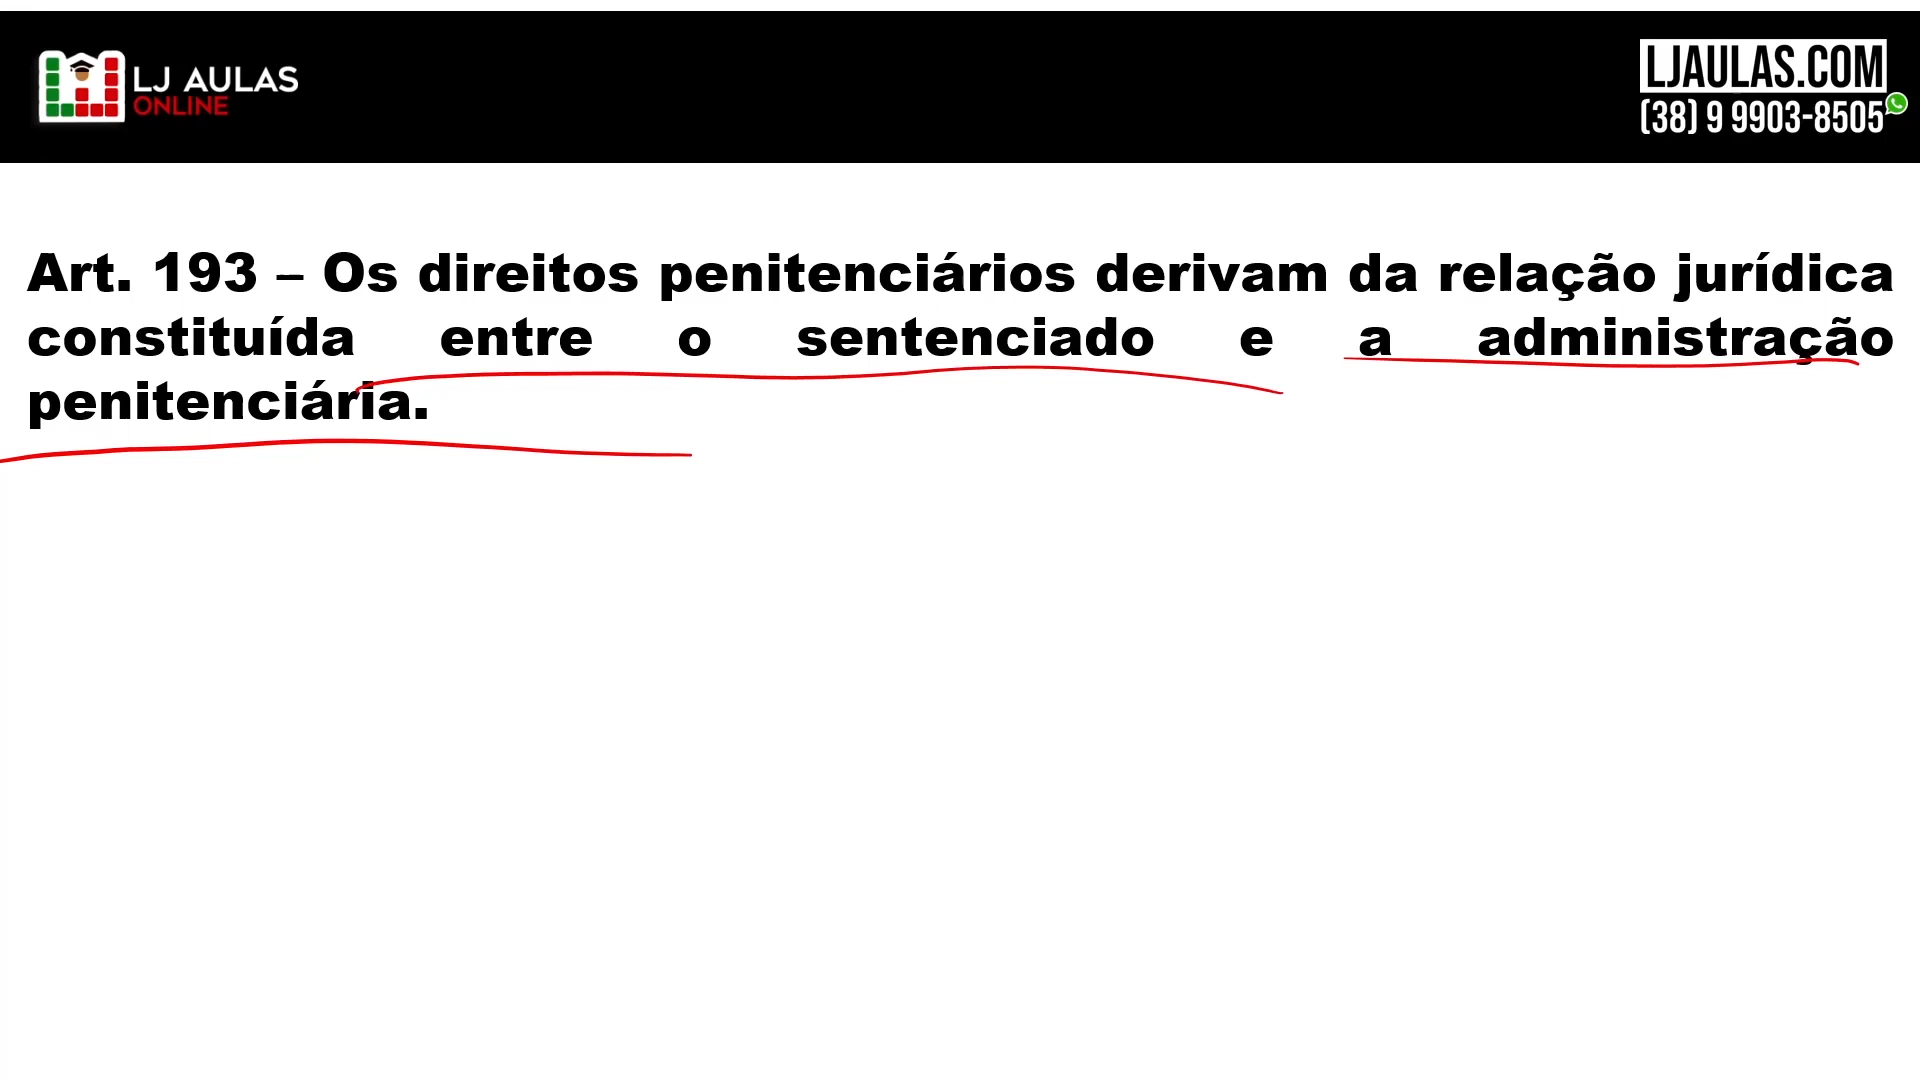 LJ AULAS
ONLINE
LJAULAS.COM
(38) 9 9903-8505
Art. 193 – Os direitos penitenciários derivam da relação jurídica
constituída entre o sentenciado e a administração
penitenciária.